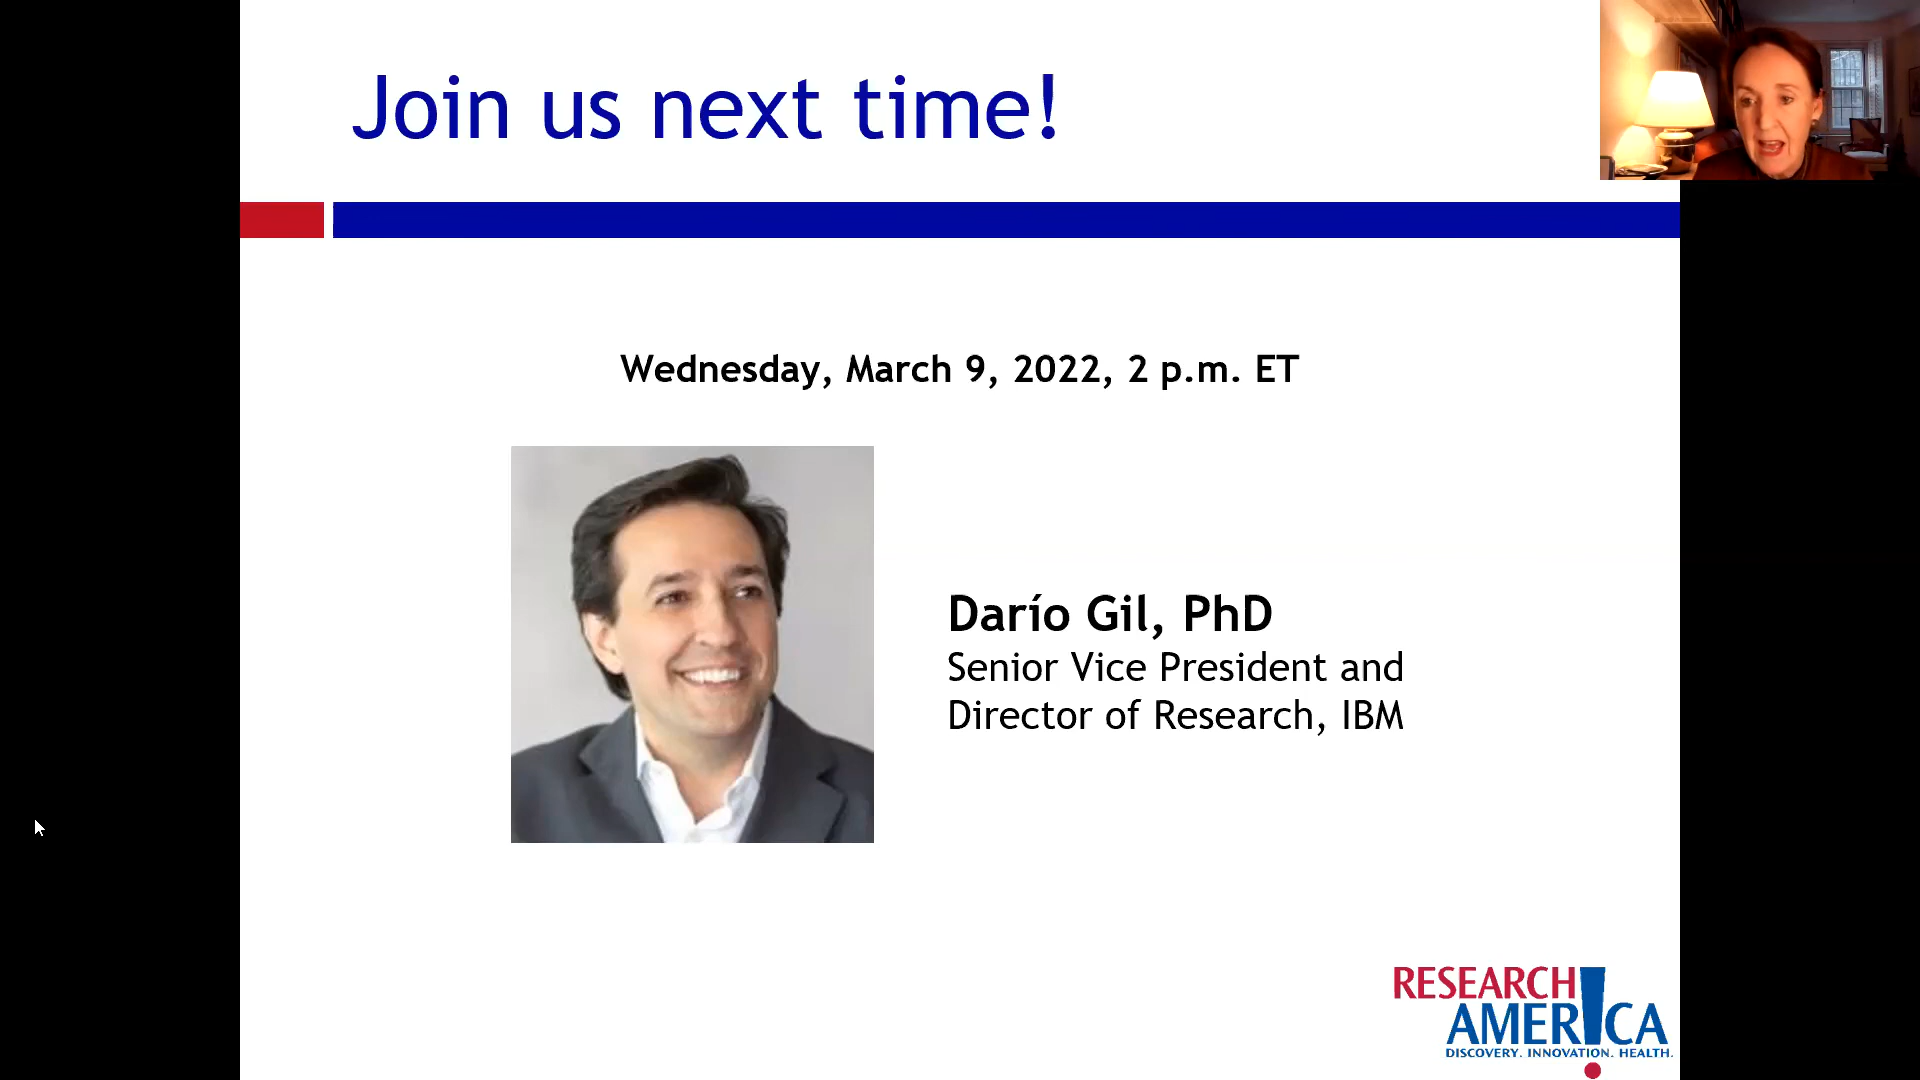 Join us next time!
Wednesday, March 9, 2022, 2 p.m. ET
Darío Gil, PhD
Senior Vice President and
Director of Research, IBM
RESEARCH!
AMERICA
DISCOVERY. INNOVATION. HEALTH.